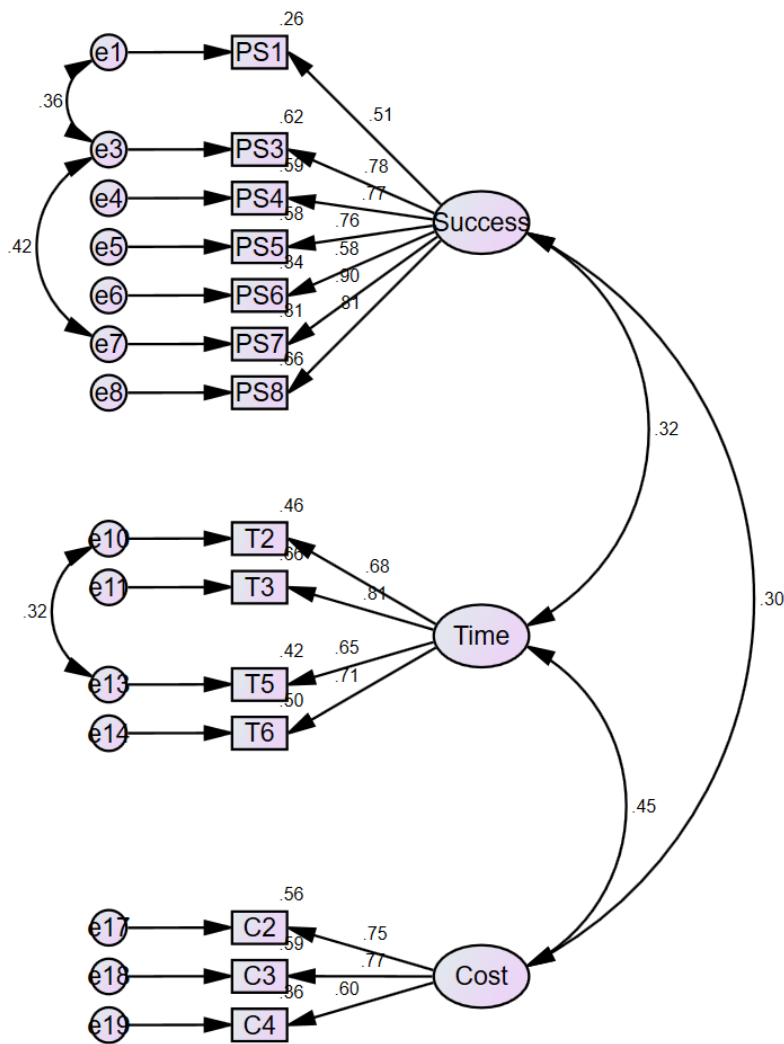 .26
e1 PS1
.36
.51
.62
e3 PS3
.59 .78
.77
e4 PS4
.58 .76 Success
.42 e5 PS5 .58
.34 .90
e6 PS6
.81 .81
e7 PS7
.66
e8 PS8
.32
.46
e10 T2
.66 .68
e11 T3 .81
.32 .30
Time
.42 .65
e13 T5 .71
.50
e14 T6
.45
.56
e17 C2 .75
.59 .77
e18 C3 Cost
.36 .60
e19 C4